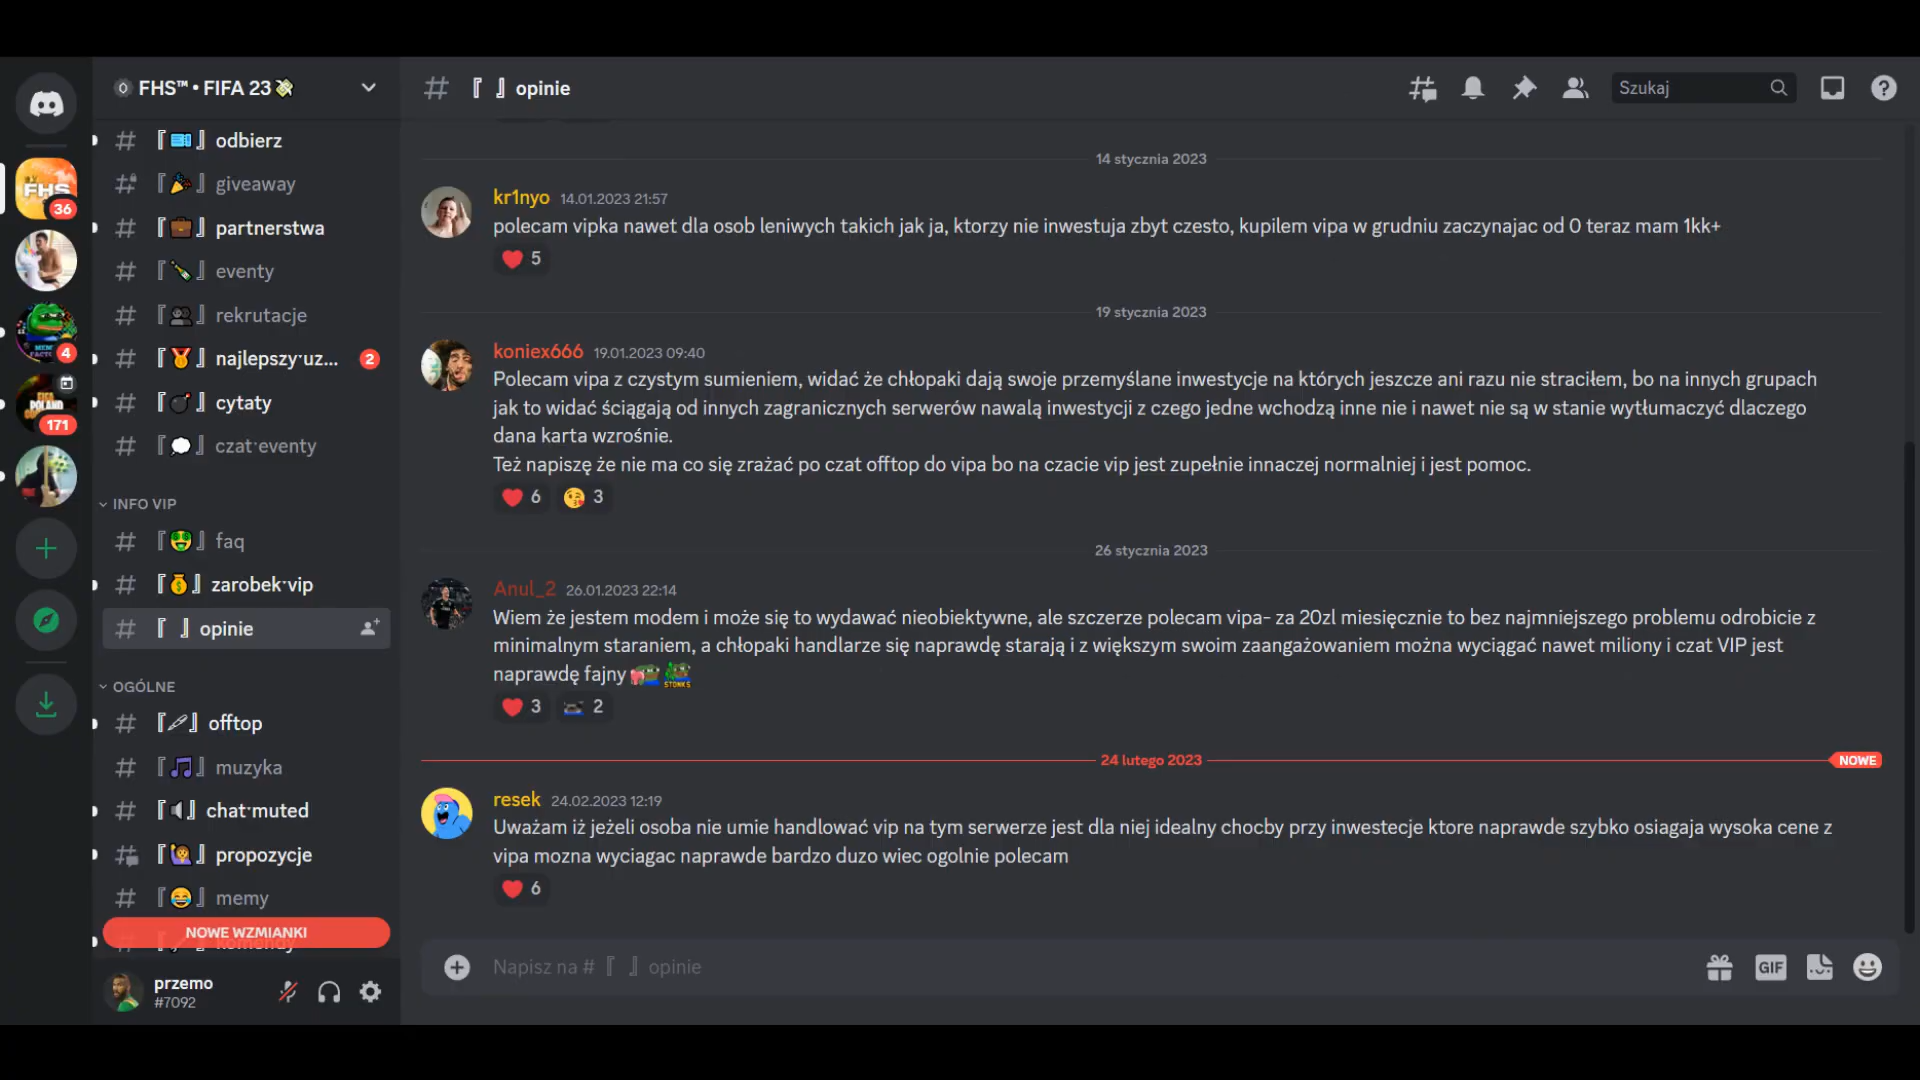 FHS™ • FIFA 23
odbierz
giveaway
partnerstwa
eventy
rekrutacje
najlepszy·uz...
2
cytaty
czat·eventy
INFO VIP
faq
zarobek·vip
opinie
OGÓLNE
offtop
muzyka
chat·muted
propozycje
memy
NOWE WZMIANKI
komendy
przemo
#7092
FHS
36
4
POLAND
171
opinie
Szukaj
14 stycznia 2023
kr1nyo 14.01.2023 21:57
polecam vipka nawet dla osob leniwych takich jak ja, ktorzy nie inwestuja zbyt czesto, kupilem vipa w grudniu zaczynajac od 0 teraz mam 1kk+
5
19 stycznia 2023
koniex666 19.01.2023 09:40
Polecam vipa z czystym sumieniem, widać że chłopaki dają swoje przemyślane inwestycje na których jeszcze ani razu nie straciłem, bo na innych grupach
jak to widać ściągają od innych zagranicznych serwerów nawalą inwestycji z czego jedne wchodzą inne nie i nawet nie są w stanie wytłumaczyć dlaczego
dana karta wzrośnie.
Też napiszę że nie ma co się zrażać po czat offtop do vipa bo na czacie vip jest zupełnie innaczej normalniej i jest pomoc.
6 3
26 stycznia 2023
Anul_2 26.01.2023 22:14
Wiem że jestem modem i może się to wydawać nieobiektywne, ale szczerze polecam vipa- za 20zl miesięcznie to bez najmniejszego problemu odrobicie z
minimalnym staraniem, a chłopaki handlarze się naprawdę starają i z większym swoim zaangażowaniem można wyciągać nawet miliony i czat VIP jest
naprawdę fajny STONKS
3 2
24 lutego 2023 NOWE
resek 24.02.2023 12:19
Uważam iż jeżeli osoba nie umie handlować vip na tym serwerze jest dla niej idealny chocby przy inwestecje ktore naprawde szybko osiagaja wysoka cene z
vipa mozna wyciagac naprawde bardzo duzo wiec ogolnie polecam
6
Napisz na # 『 』 opinie
GIF